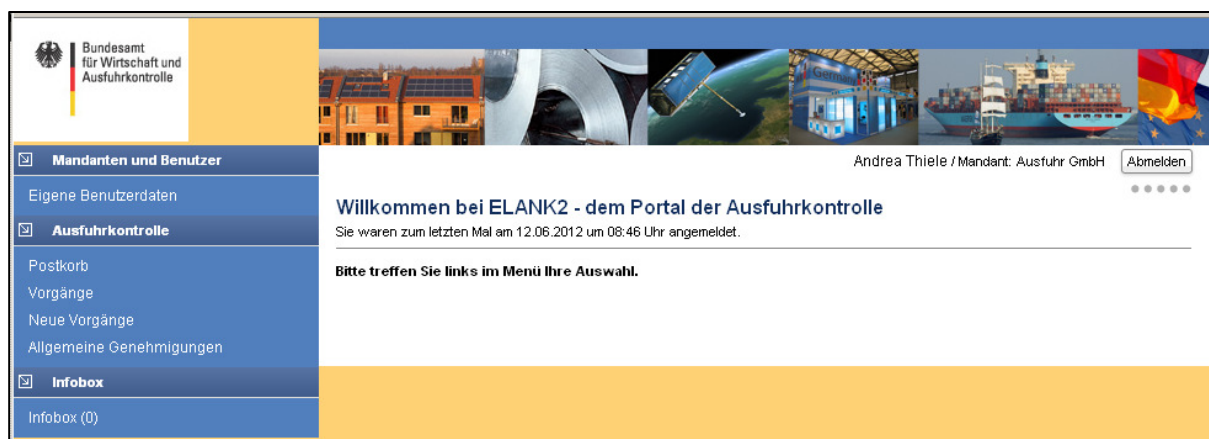 Bundesamt
für Wirtschaft und
Ausfuhrkontrolle
Germany
Andrea Thiele / Mandant: Ausfuhr GmbH
Abmelden
Mandanten und Benutzer
Eigene Benutzerdaten
Ausfuhrkontrolle
Postkorb
Vorgänge
Neue Vorgänge
Allgemeine Genehmigungen
Infobox
Infobox (0)
Willkommen bei ELANK2 - dem Portal der Ausfuhrkontrolle
Sie waren zum letzten Mal am 12.06.2012 um 08:46 Uhr angemeldet.
Bitte treffen Sie links im Menü Ihre Auswahl.